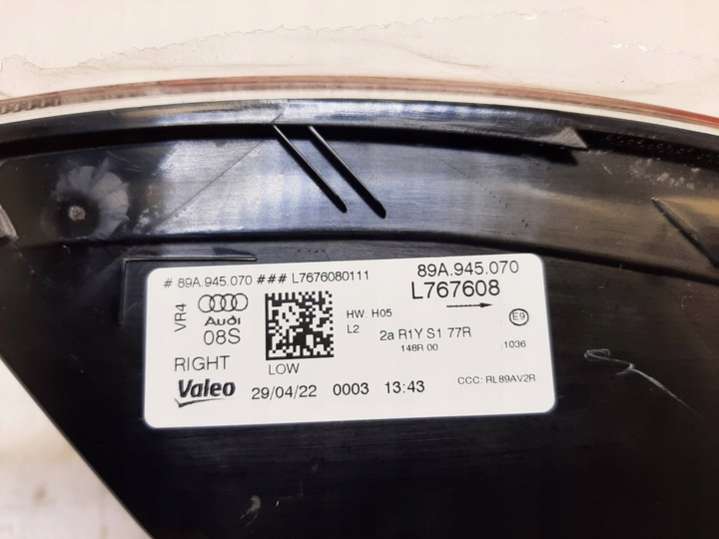 # 89A.945.070 ### L7676080111
89A.945.070
L767608
VR4
Audi
08S
HW H05
L2
2a R1Y S1 77R
148R 00
E9
1036
RIGHT
LOW
Valeo
29/04/22 0003 13:43
CCC: RL89AV2R